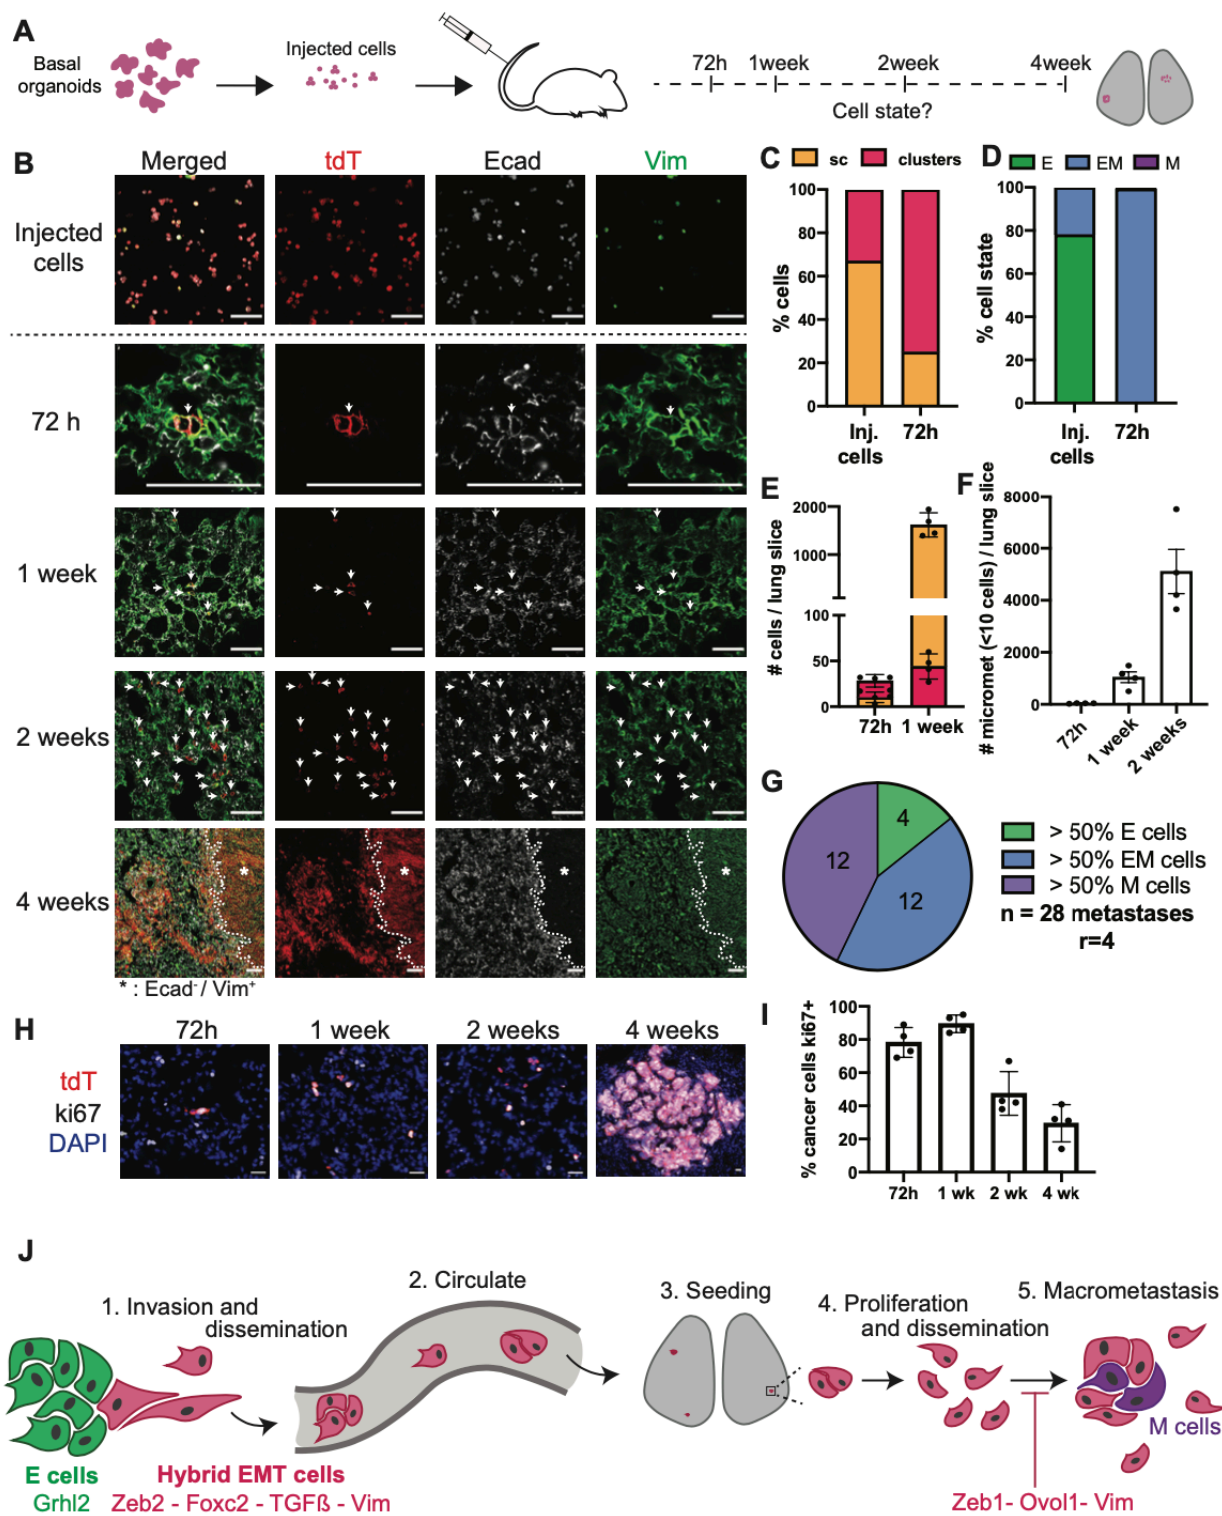 A
Basal
organoids
Injected cells
72h
1week
2week
4week
Cell state?
B
Merged
tdT
Ecad
Vim
Injected
cells
72 h
1 week
2 weeks
4 weeks
*
*
*
*
* : Ecad⁻ / Vim⁺
C
sc
clusters
% cells
100
80
60
40
20
0
Inj.
cells
72h
D
E
EM
M
% cell state
100
80
60
40
20
0
Inj.
cells
72h
E
# cells / lung slice
2000
1000
100
50
0
72h
1 week
F
# micromet (<10 cells) / lung slice
8000
6000
4000
2000
0
72h
1 week
2 weeks
G
4
12
12
> 50% E cells
> 50% EM cells
> 50% M cells
n = 28 metastases
r=4
H
72h
1 week
2 weeks
4 weeks
tdT
ki67
DAPI
I
% cancer cells ki67+
100
80
60
40
20
0
72h
1 wk
2 wk
4 wk
J
1. Invasion and
dissemination
2. Circulate
3. Seeding
4. Proliferation
and dissemination
5. Macrometastasis
M cells
E cells
Grhl2
Hybrid EMT cells
Zeb2 - Foxc2 - TGFß - Vim
Zeb1- Ovol1- Vim